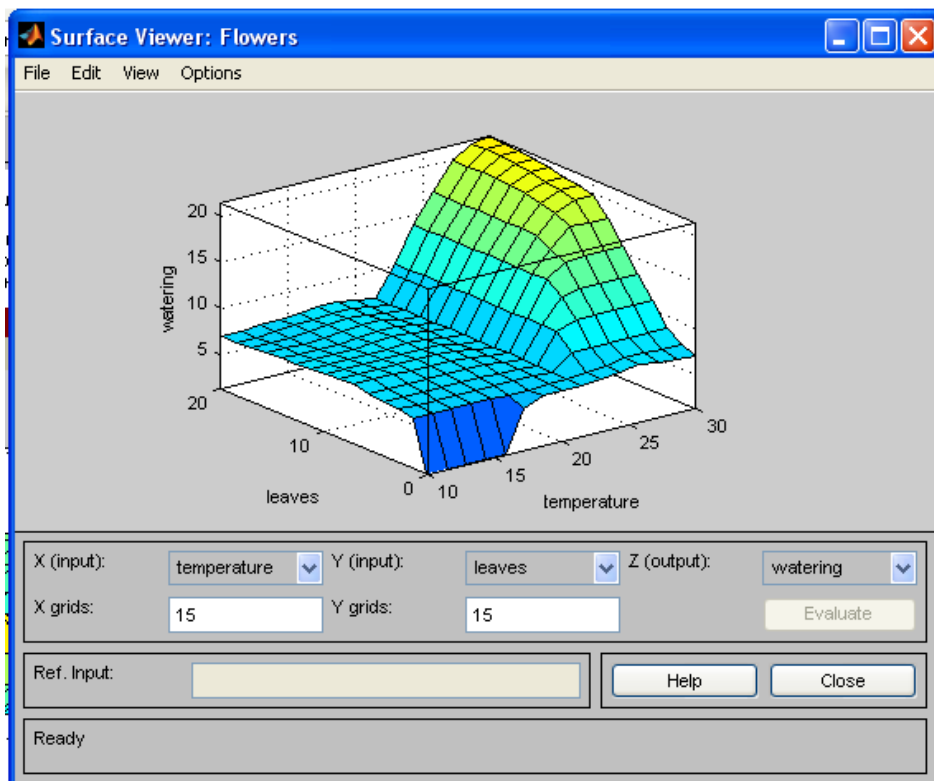 Surface Viewer: Flowers
File Edit View Options
20
15
10
5
watering
20
10
0
leaves
10
15
20
25
30
temperature
X (input): temperature Y (input): leaves Z (output): watering
X grids: 15 Y grids: 15 Evaluate
Ref. Input: Help Close
Ready